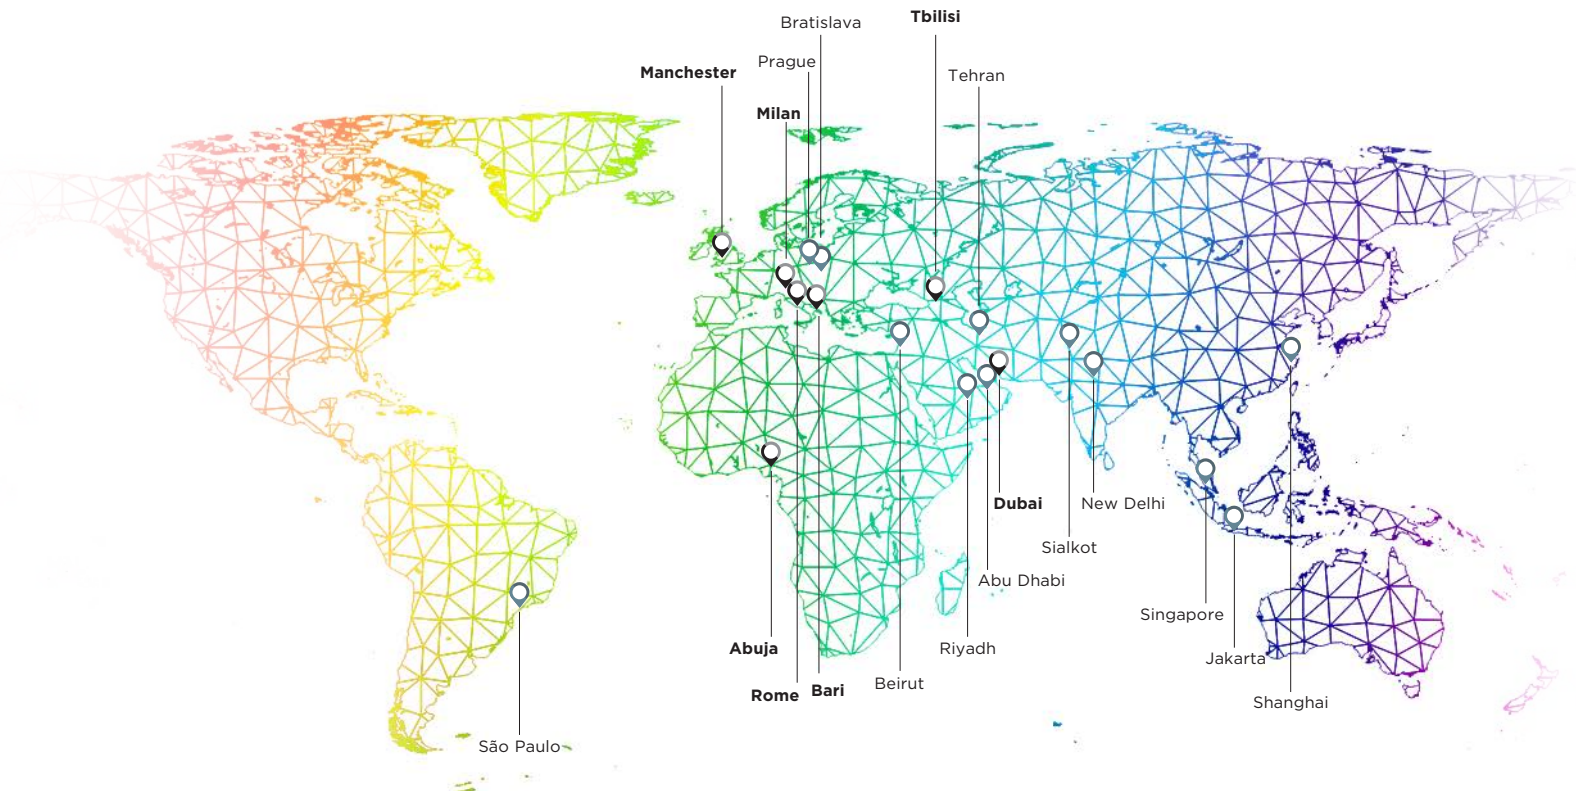 Tbilisi
Bratislava
Prague
Manchester
Tehran
Milan
Dubai
New Delhi
Sialkot
Abu Dhabi
Singapore
Abuja
Riyadh
Jakarta
Beirut
Rome
Bari
Shanghai
São Paulo